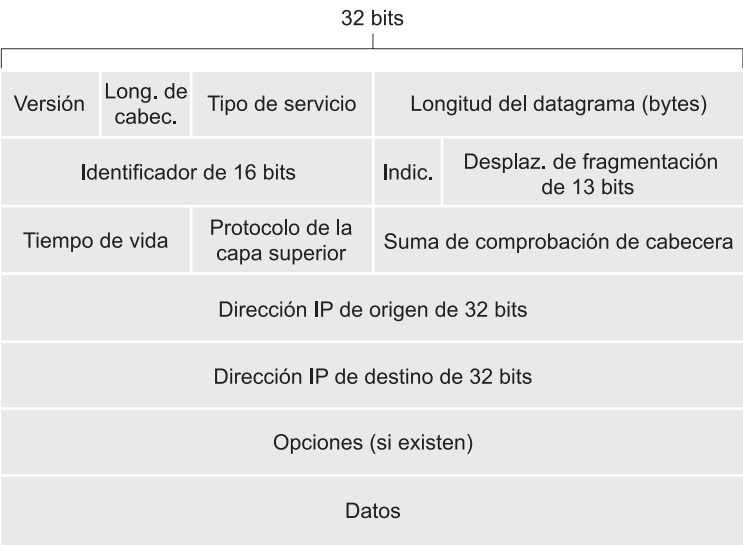 32 bits
Versión
Long. de
cabec.
Tipo de servicio
Longitud del datagrama (bytes)
Identificador de 16 bits
Indic.
Desplaz. de fragmentación
de 13 bits
Tiempo de vida
Protocolo de la
capa superior
Suma de comprobación de cabecera
Dirección IP de origen de 32 bits
Dirección IP de destino de 32 bits
Opciones (si existen)
Datos